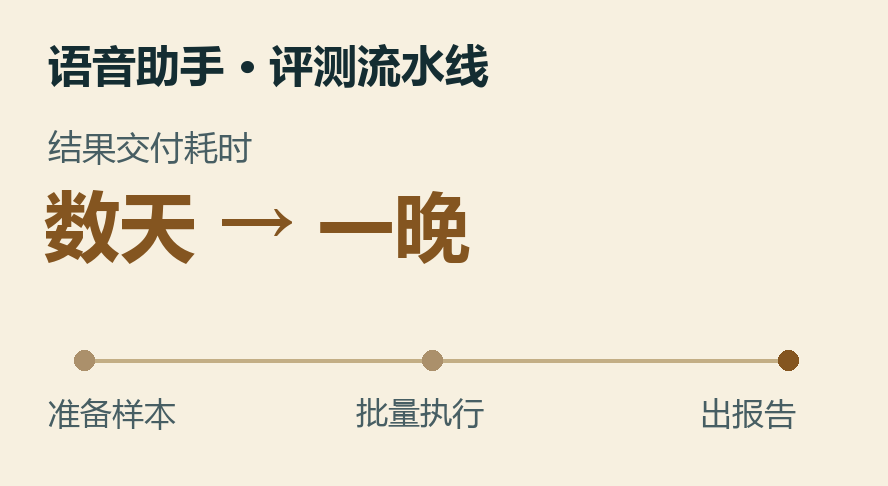 语音助手·评测流水线
结果交付耗时
数天 → 一晚
准备样本 批量执行 出报告